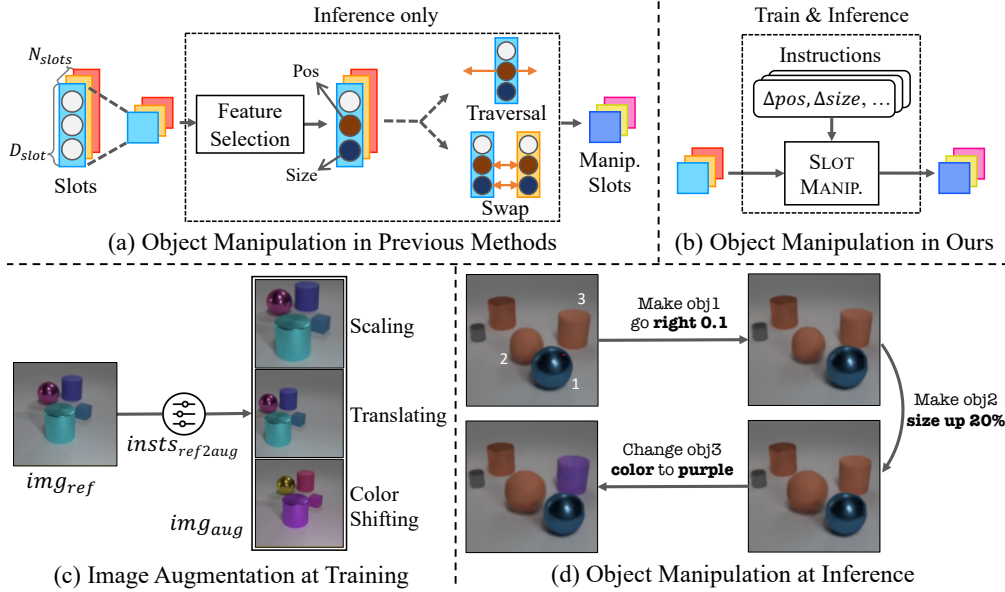 Inference only
N_slots
D_slot
Slots
Feature
Selection
Pos
Size
Traversal
Swap
Manip.
Slots
(a) Object Manipulation in Previous Methods
Train & Inference
Instructions
Δpos, Δsize, ...
SLOT
MANIP.
(b) Object Manipulation in Ours
img_ref
insts_ref2aug
img_aug
Scaling
Translating
Color
Shifting
(c) Image Augmentation at Training
3
2
1
Make obj1
go right 0.1
Make obj2
size up 20%
Change obj3
color to purple
(d) Object Manipulation at Inference